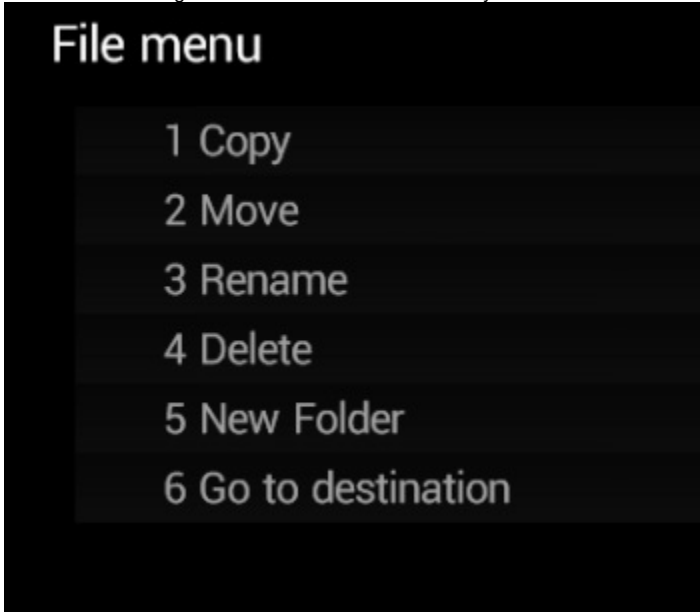 File menu
1 Copy
2 Move
3 Rename
4 Delete
5 New Folder
6 Go to destination